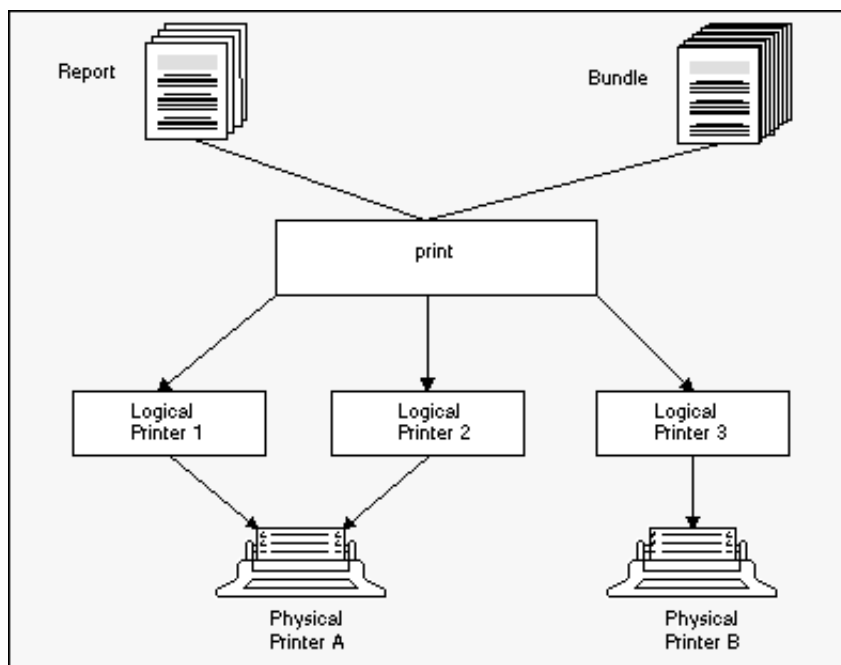 Report
Bundle
print
Logical
Printer 1
Logical
Printer 2
Logical
Printer 3
Physical
Printer A
Physical
Printer B